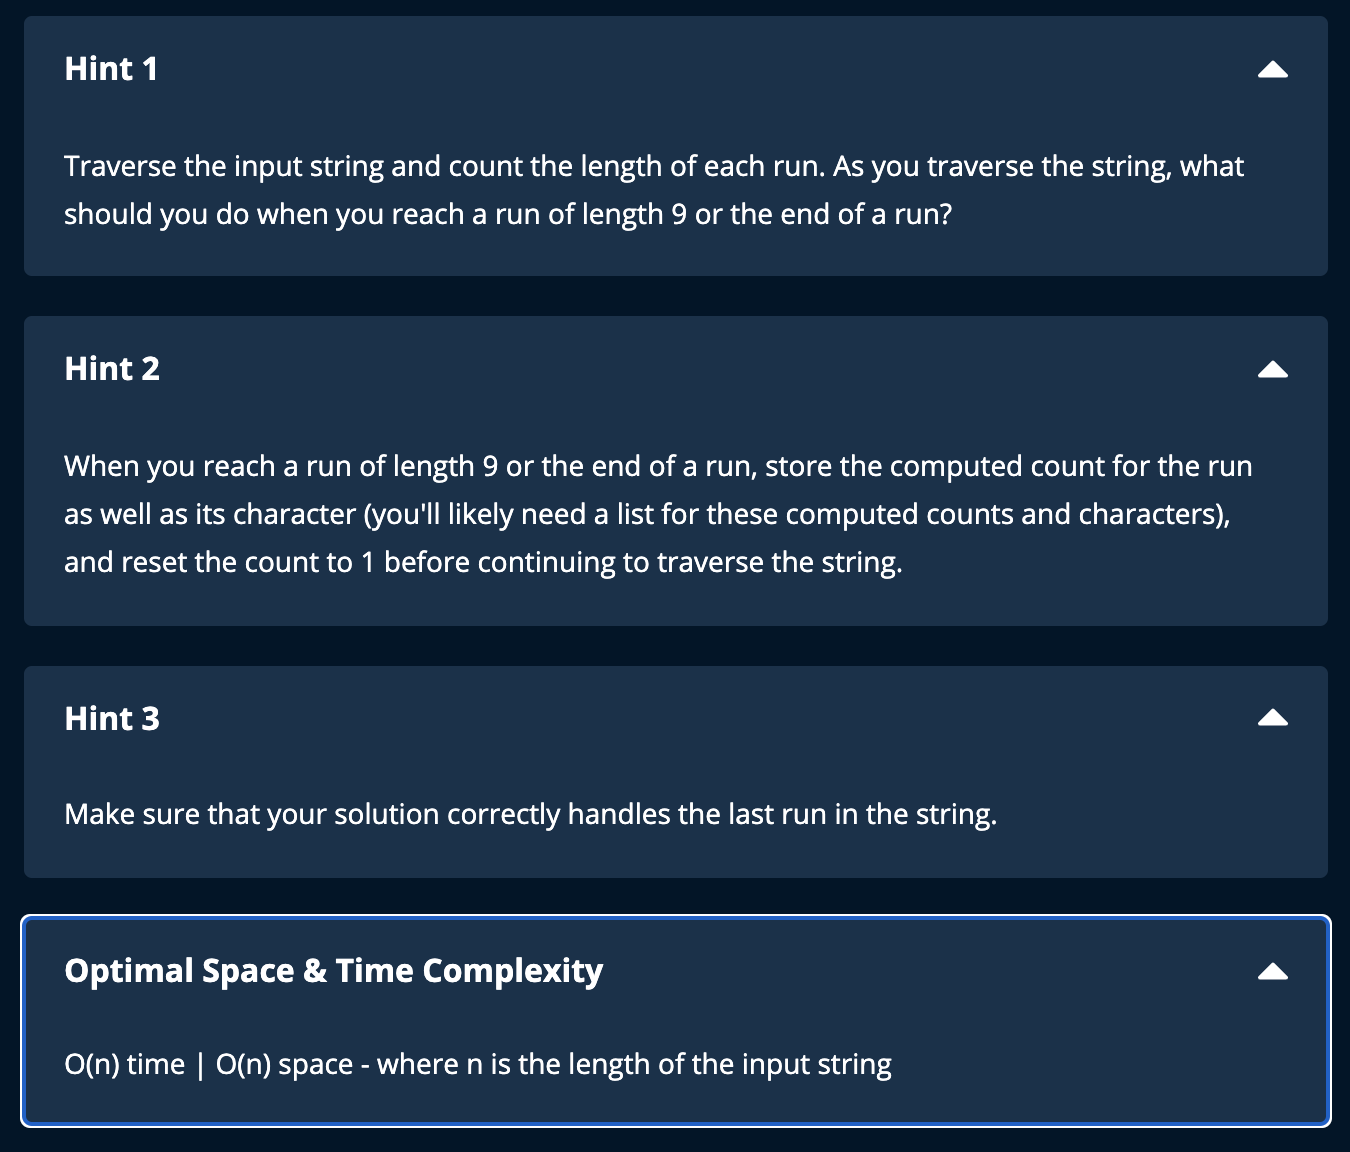 Hint 1
Traverse the input string and count the length of each run. As you traverse the string, what
should you do when you reach a run of length 9 or the end of a run?
Hint 2
When you reach a run of length 9 or the end of a run, store the computed count for the run
as well as its character (you'll likely need a list for these computed counts and characters),
and reset the count to 1 before continuing to traverse the string.
Hint 3
Make sure that your solution correctly handles the last run in the string.
Optimal Space & Time Complexity
O(n) time | O(n) space - where n is the length of the input string